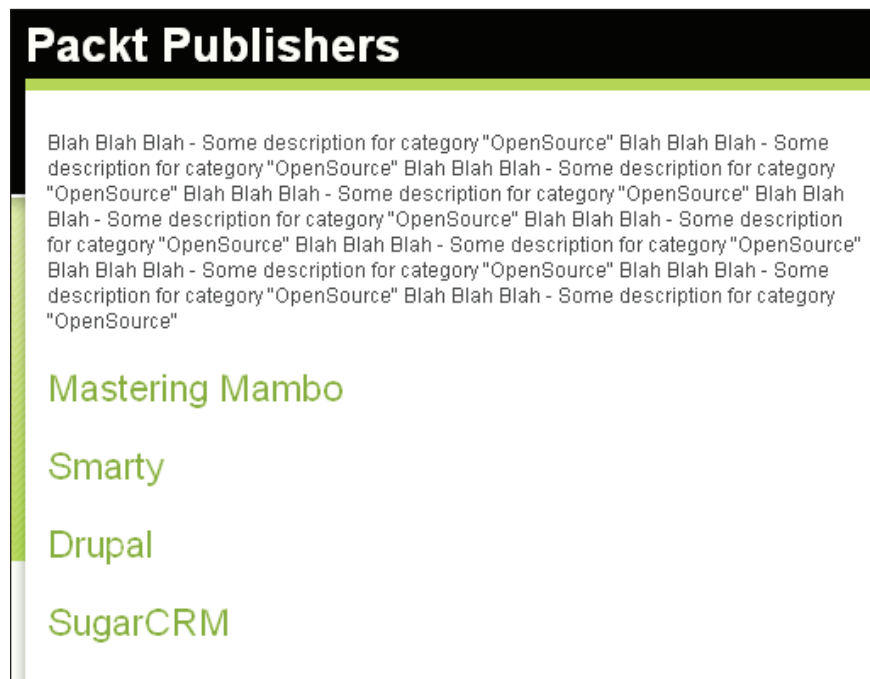 Packt Publishers
Blah Blah Blah - Some description for category "OpenSource" Blah Blah Blah - Some
description for category "OpenSource" Blah Blah Blah - Some description for category
"OpenSource" Blah Blah Blah - Some description for category "OpenSource" Blah Blah
Blah - Some description for category "OpenSource" Blah Blah Blah - Some description
for category "OpenSource" Blah Blah Blah - Some description for category "OpenSource"
Blah Blah Blah - Some description for category "OpenSource" Blah Blah Blah - Some
description for category "OpenSource" Blah Blah Blah - Some description for category
"OpenSource"
Mastering Mambo
Smarty
Drupal
SugarCRM